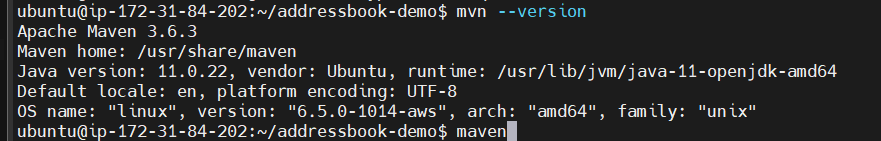 ubuntu@ip-172-31-84-202:~/addressbook-demo$ mvn --version
Apache Maven 3.6.3
Maven home: /usr/share/maven
Java version: 11.0.22, vendor: Ubuntu, runtime: /usr/lib/jvm/java-11-openjdk-amd64
Default locale: en, platform encoding: UTF-8
OS name: "linux", version: "6.5.0-1014-aws", arch: "amd64", family: "unix"
ubuntu@ip-172-31-84-202:~/addressbook-demo$ maven